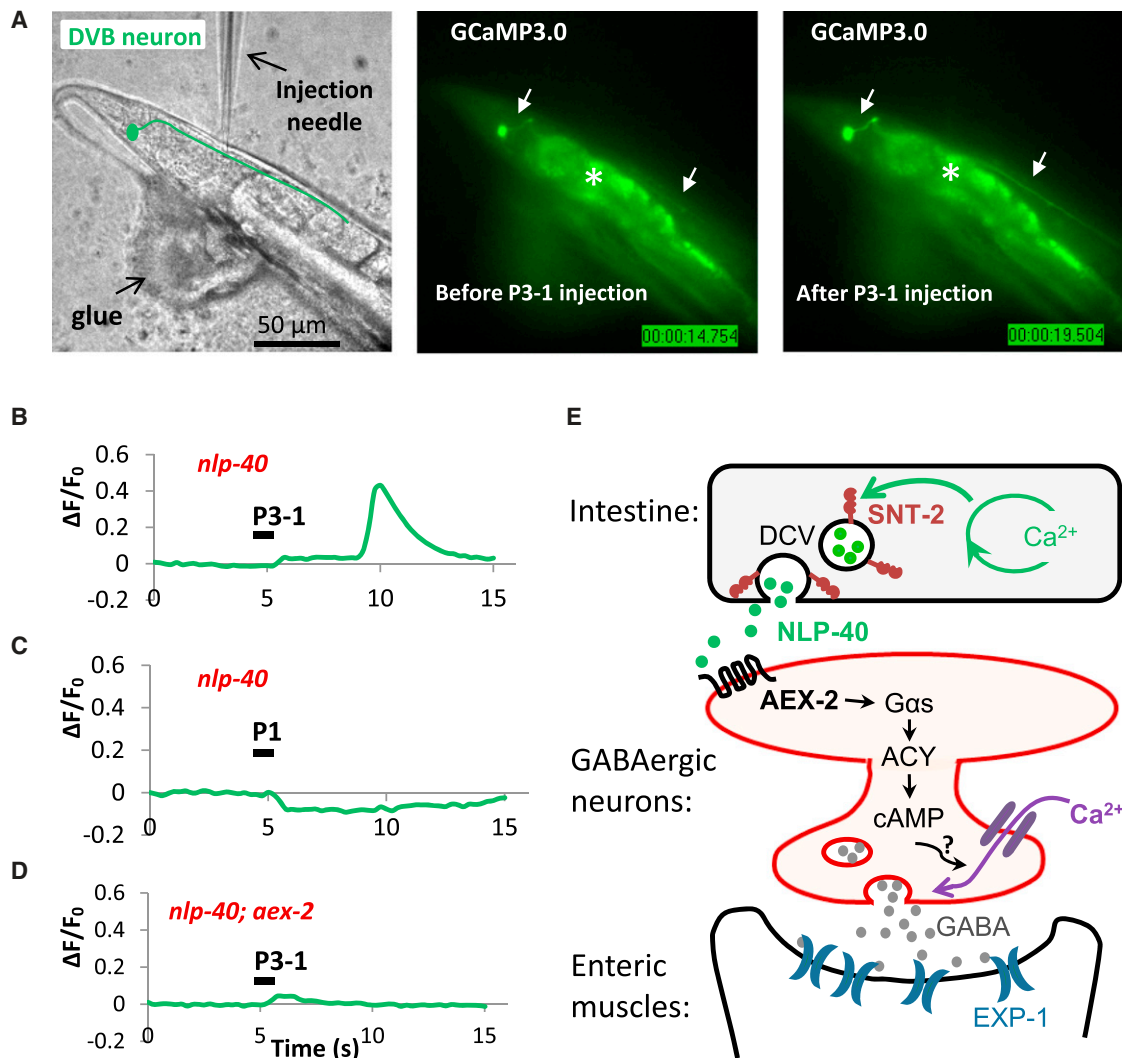 A
DVB neuron
Injection
needle
glue
50 µm
GCaMP3.0
*
Before P3-1 injection
00:00:14.754
GCaMP3.0
*
After P3-1 injection
00:00:19.504
B
ΔF/F₀
0.6
0.4
0.2
0
-0.2
nlp-40
P3-1
0 5 10 15
C
ΔF/F₀
0.6
0.4
0.2
0
-0.2
nlp-40
P1
0 5 10 15
D
ΔF/F₀
0.6
0.4
0.2
0
-0.2
nlp-40; aex-2
P3-1
0 5 10 15
Time (s)
E
Intestine:
DCV
SNT-2
Ca²⁺
NLP-40
AEX-2
Gαs
ACY
cAMP
?
Ca²⁺
GABAergic
neurons:
GABA
Enteric
muscles:
EXP-1